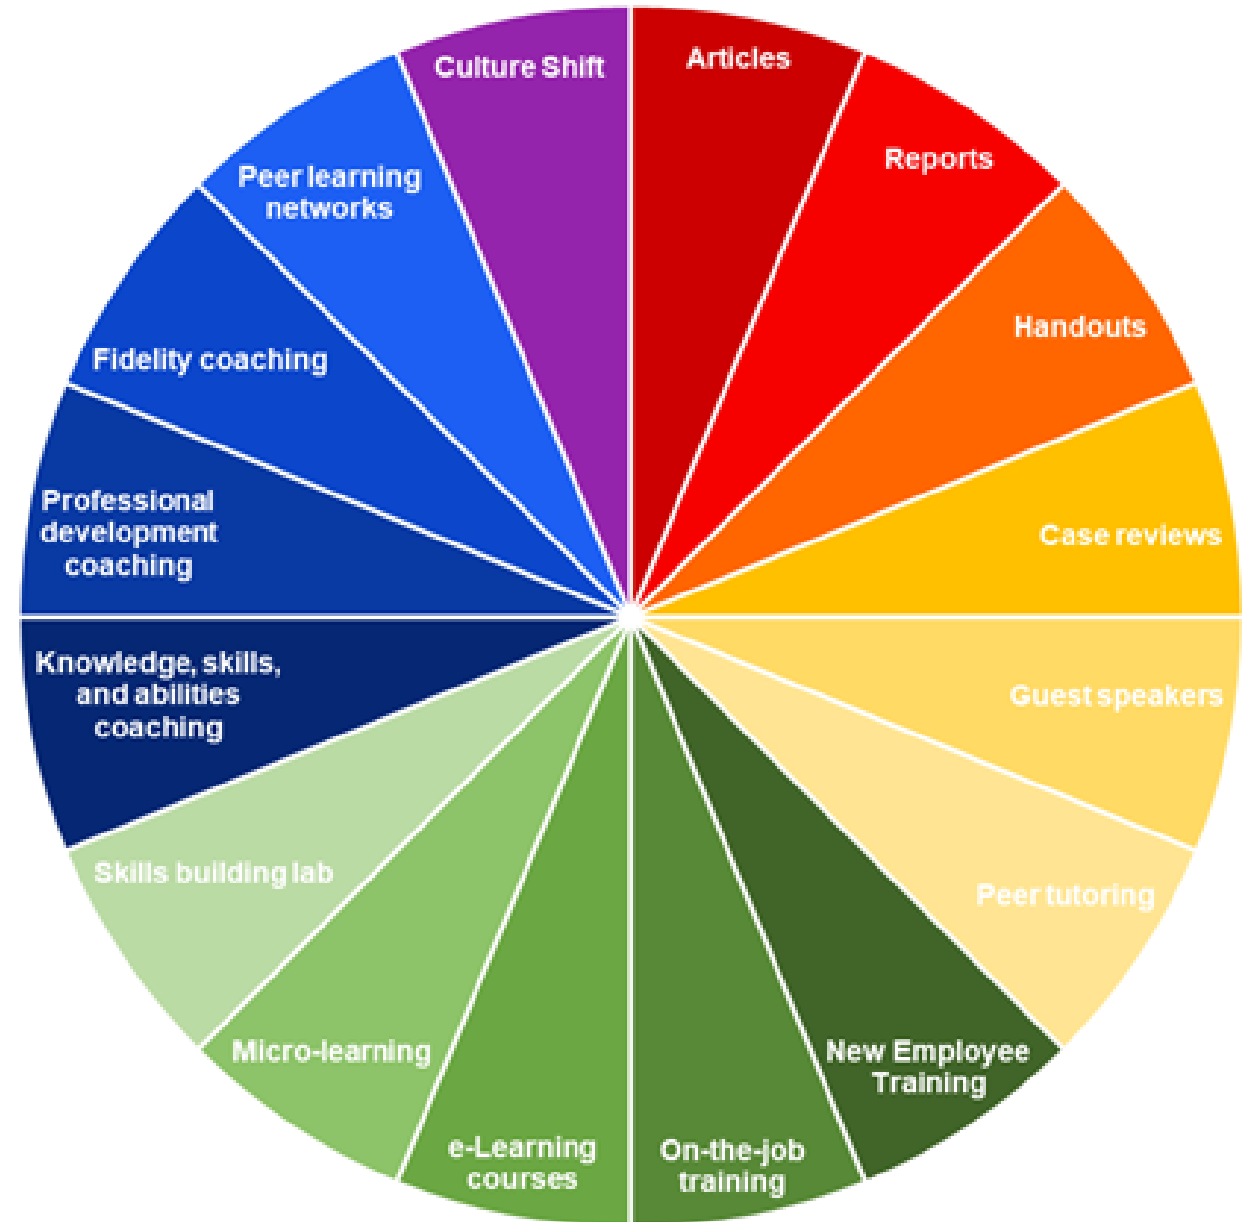 Articles
Reports
Handouts
Case reviews
Guest speakers
Peer tutoring
New Employee
Training
On-the-job
training
e-Learning
courses
Micro-learning
Skills building lab
Knowledge, skills,
and abilities
coaching
Professional
development
coaching
Fidelity coaching
Peer learning
networks
Culture Shift